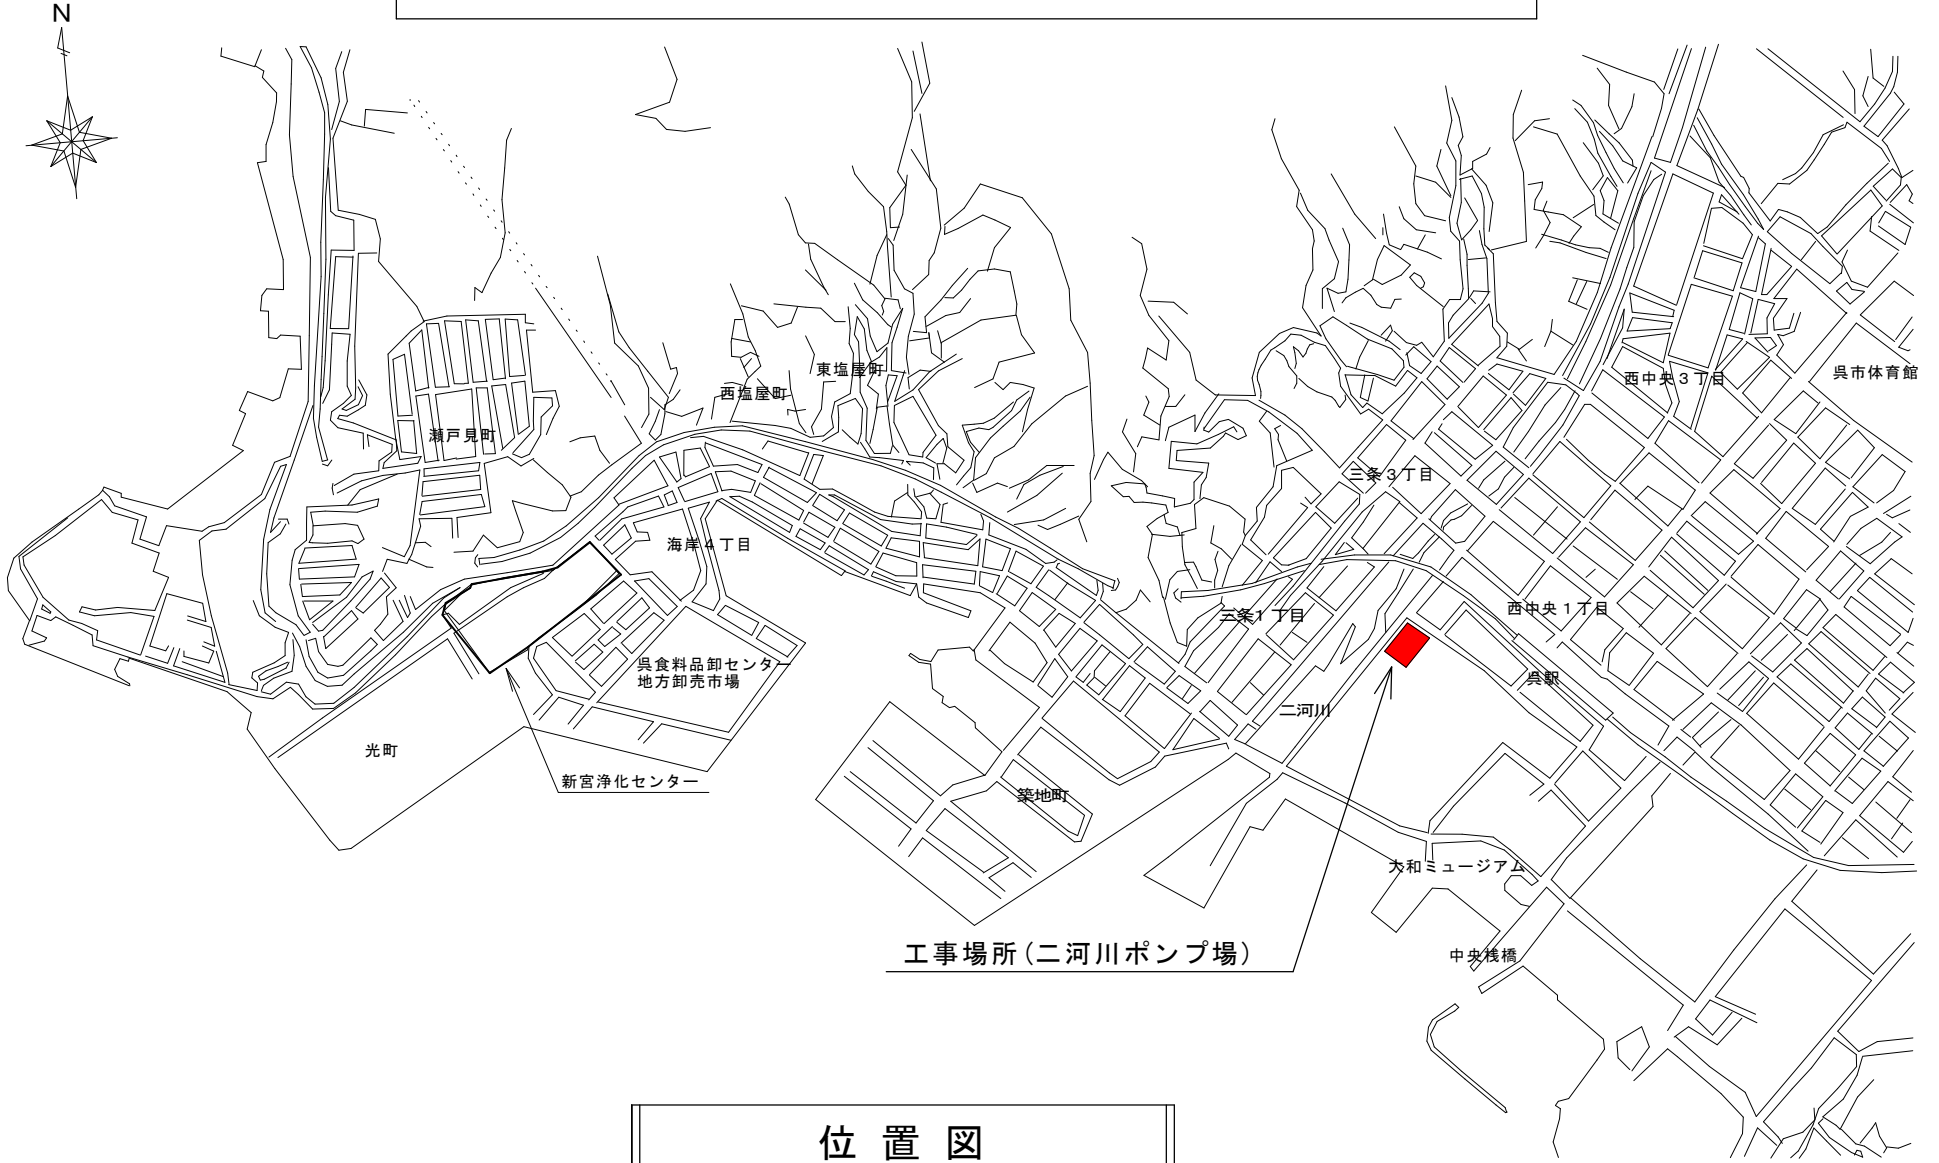 N
東塩屋町
西塩屋町
呉市体育館
西中央３丁目
瀬戸見町
三条３丁目
海岸４丁目
西中央１丁目
三条１丁目
呉食料品卸センター
地方卸売市場
呉駅
二河川
光町
新宮浄化センター
築地町
大和ミュージアム
工事場所(二河川ポンプ場)
中央桟橋
位置図